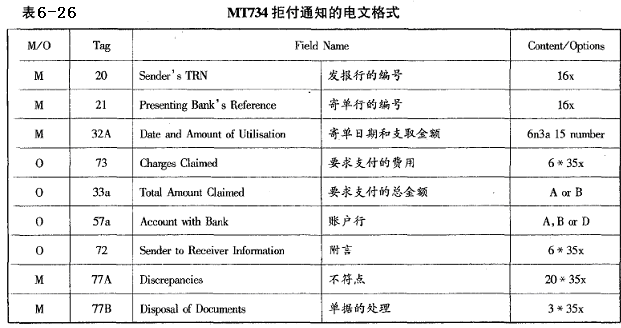 表6-26 MT734 拒付通知的电文格式
M/O Tag Field Name Content/Options
M 20 Sender's TRN 发报行的编号 16x
M 21 Presenting Bank's Reference 寄单行的编号 16x
M 32A Date and Amount of Utilisation 寄单日期和支取金额 6n3a 15 number
O 73 Charges Claimed 要求支付的费用 6*35x
O 33a Total Amount Claimed 要求支付的总金额 A or B
O 57a Account with Bank 账户行 A,B or D
O 72 Sender to Receiver Information 附言 6*35x
M 77A Discrepancies 不符点 20*35x
M 77B Disposal of Documents 单据的处理 3*35x